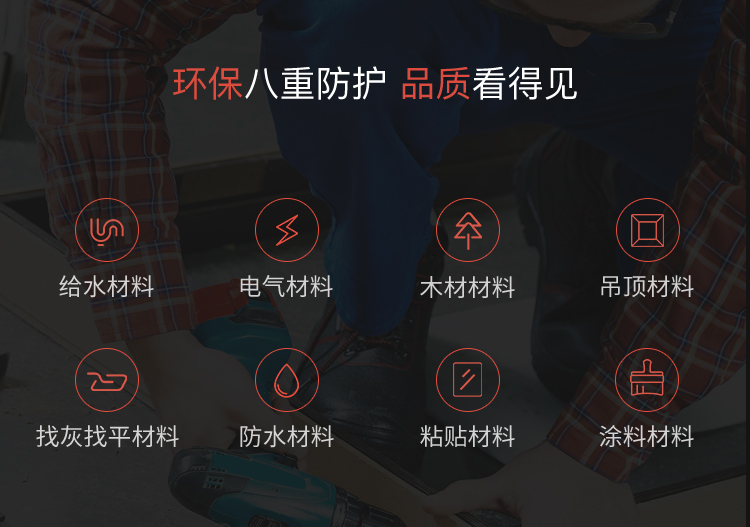 环保八重防护 品质看得见
给水材料
电气材料
木材材料
吊顶材料
找灰找平材料
防水材料
粘贴材料
涂料材料